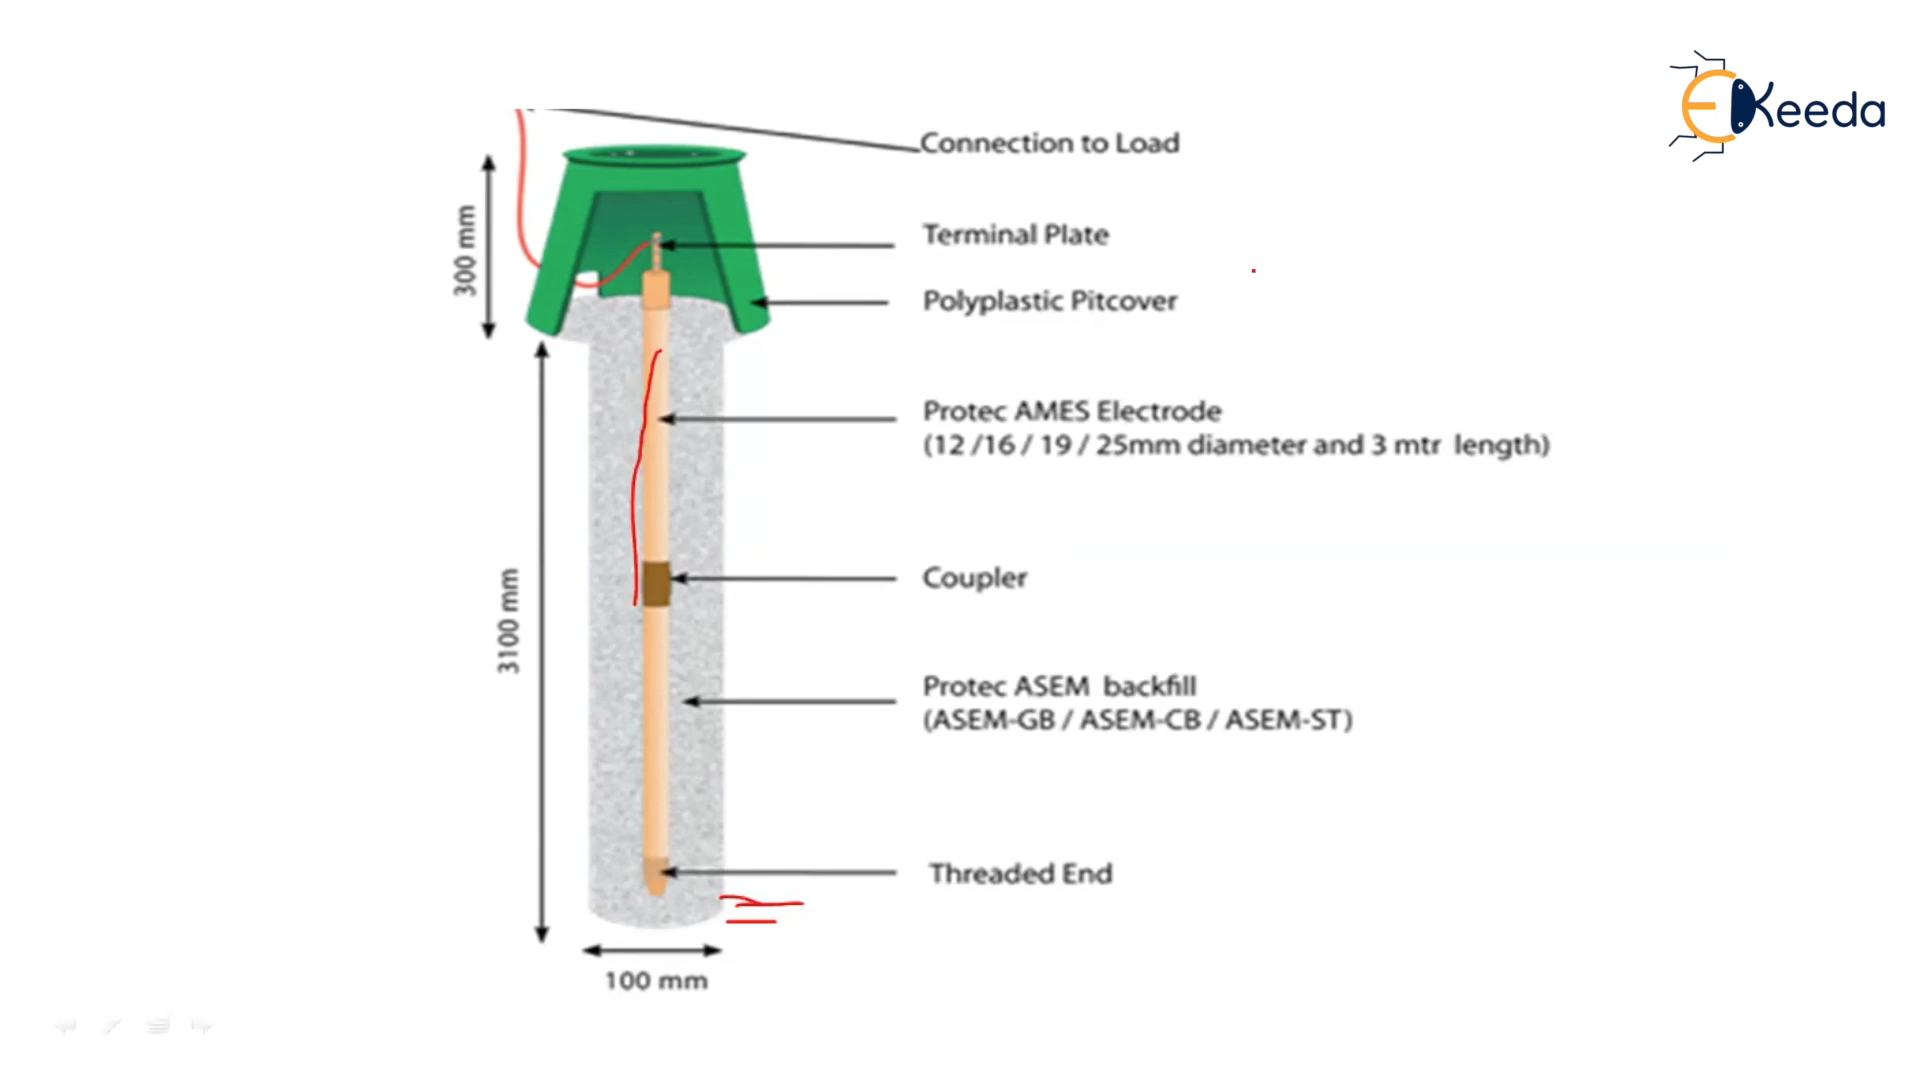 EKeeda
Connection to Load
300 mm
Terminal Plate
Polyplastic Pitcover
Protec AMES Electrode
(12 /16 / 19 / 25mm diameter and 3 mtr length)
3100 mm
Coupler
Protec ASEM backfill
(ASEM-GB / ASEM-CB / ASEM-ST)
Threaded End
100 mm